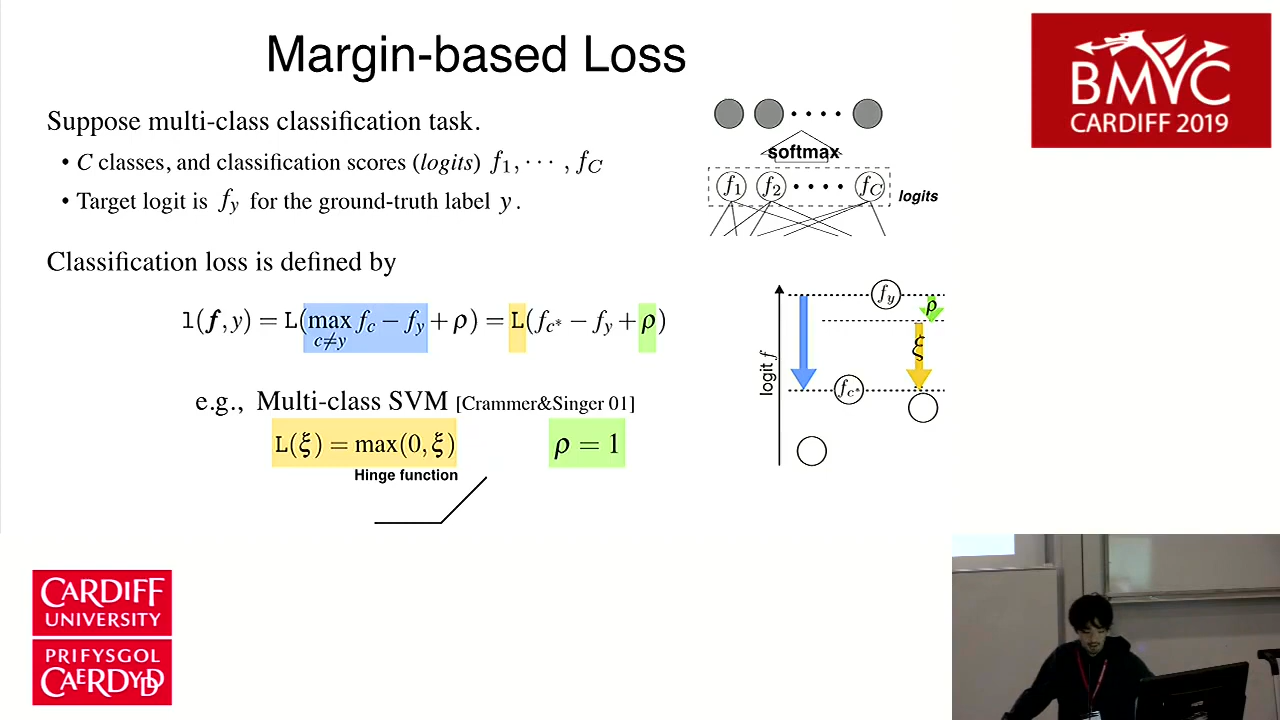 Margin-based Loss
Suppose multi-class classification task.
• C classes, and classification scores (logits) f₁, ⋯ , f_C
• Target logit is f_y for the ground-truth label y .
Classification loss is defined by
l(f, y) = L(max_{c≠y} f_c − f_y + ρ) = L(f_{c*} − f_y + ρ)
e.g., Multi-class SVM [Crammer&Singer 01]
L(ξ) = max(0, ξ)
ρ = 1
Hinge function
softmax
f₁ f₂ f_C
logits
f_y
ρ
ξ
logit f
f_{c*}
BMVC
CARDIFF 2019
CARDIFF
UNIVERSITY
PRIFYSGOL
CAERDYDD